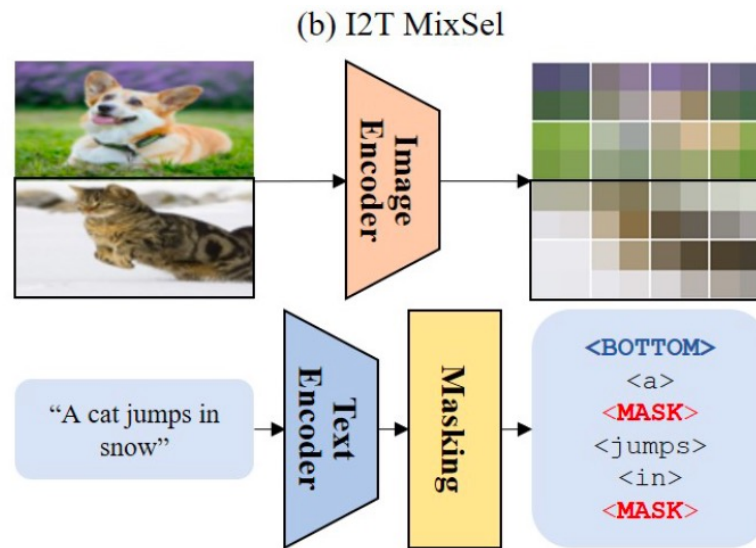 (b) I2T MixSel
Image
Encoder
"A cat jumps in
snow"
Text
Encoder
Masking
<BOTTOM>
<a>
<MASK>
<jumps>
<in>
<MASK>